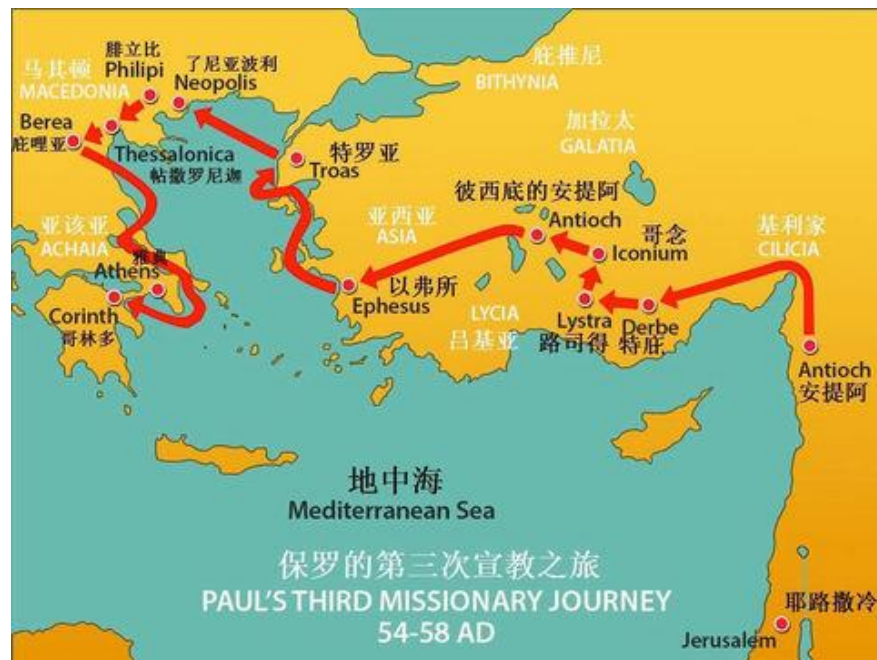 腓立比
Philipi
马其顿
MACEDONIA
了尼亚波利
Neopolis
庇推尼
BITHYNIA
Berea
庇哩亚
Thessalonica
帖撒罗尼迦
特罗亚
Troas
加拉太
GALATIA
彼西底的安提阿
Antioch
亚西亚
ASIA
哥念
Iconium
基利家
CILICIA
亚该亚
ACHAIA
雅典
Athens
Corinth
哥林多
以弗所
Ephesus
LYCIA
吕基亚
Lystra
路司得
Derbe
特庇
Antioch
安提阿
地中海
Mediterranean Sea
保罗的第三次宣教之旅
PAUL'S THIRD MISSIONARY JOURNEY
54-58 AD
耶路撒冷
Jerusalem